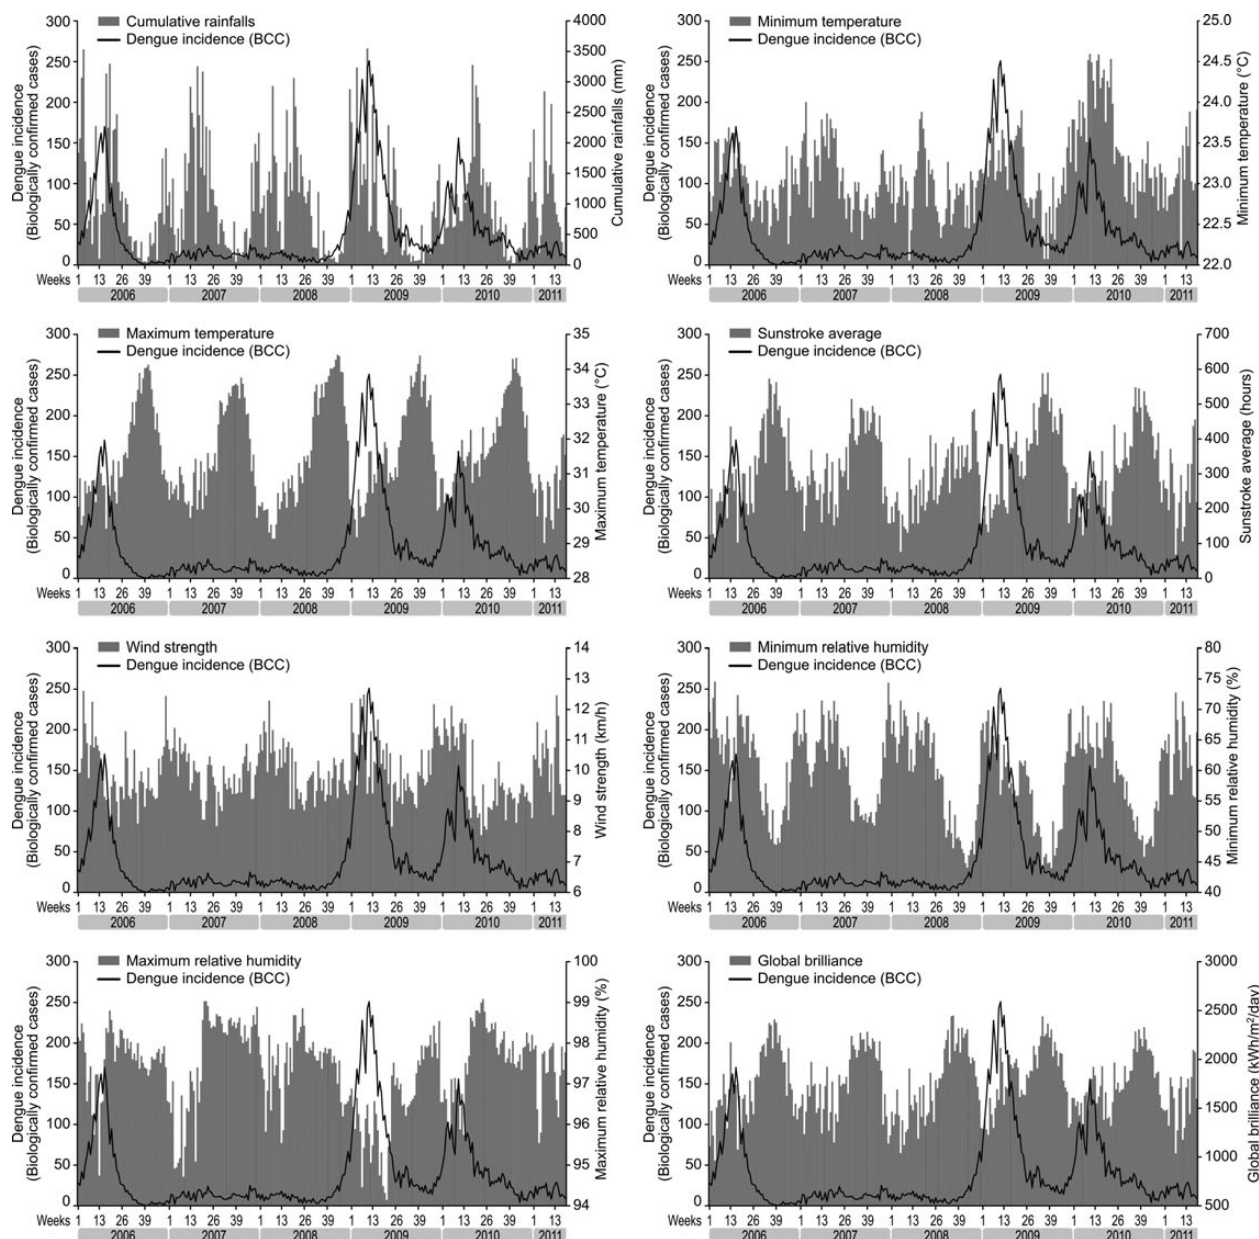 Cumulative rainfalls
Dengue incidence (BCC)
Dengue incidence
(Biologically confirmed cases)
300
250
200
150
100
50
0
4000
3500
3000
2500
2000
1500
1000
500
0
Cumulative rainfalls (mm)
Weeks 1 13 26 39 1 13 26 39 1 13 26 39 1 13 26 39 1 13 26 39 1 13
2006 2007 2008 2009 2010 2011
Minimum temperature
Dengue incidence (BCC)
Dengue incidence
(Biologically confirmed cases)
300
250
200
150
100
50
0
25.0
24.5
24.0
23.5
23.0
22.5
22.0
Minimum temperature (°C)
Weeks 1 13 26 39 1 13 26 39 1 13 26 39 1 13 26 39 1 13 26 39 1 13
2006 2007 2008 2009 2010 2011
Maximum temperature
Dengue incidence (BCC)
Dengue incidence
(Biologically confirmed cases)
300
250
200
150
100
50
0
35
34
33
32
31
30
29
28
Maximum temperature (°C)
Weeks 1 13 26 39 1 13 26 39 1 13 26 39 1 13 26 39 1 13 26 39 1 13
2006 2007 2008 2009 2010 2011
Sunstroke average
Dengue incidence (BCC)
Dengue incidence
(Biologically confirmed cases)
300
250
200
150
100
50
0
700
600
500
400
300
200
100
0
Sunstroke average (hours)
Weeks 1 13 26 39 1 13 26 39 1 13 26 39 1 13 26 39 1 13 26 39 1 13
2006 2007 2008 2009 2010 2011
Wind strength
Dengue incidence (BCC)
Dengue incidence
(Biologically confirmed cases)
300
250
200
150
100
50
0
14
13
12
11
10
9
8
7
6
Wind strength (km/h)
Weeks 1 13 26 39 1 13 26 39 1 13 26 39 1 13 26 39 1 13 26 39 1 13
2006 2007 2008 2009 2010 2011
Minimum relative humidity
Dengue incidence (BCC)
Dengue incidence
(Biologically confirmed cases)
300
250
200
150
100
50
0
80
75
70
65
60
55
50
45
40
Minimum relative humidity (%)
Weeks 1 13 26 39 1 13 26 39 1 13 26 39 1 13 26 39 1 13 26 39 1 13
2006 2007 2008 2009 2010 2011
Maximum relative humidity
Dengue incidence (BCC)
Dengue incidence
(Biologically confirmed cases)
300
250
200
150
100
50
0
100
99
98
97
96
95
94
Maximum relative humidity (%)
Weeks 1 13 26 39 1 13 26 39 1 13 26 39 1 13 26 39 1 13 26 39 1 13
2006 2007 2008 2009 2010 2011
Global brilliance
Dengue incidence (BCC)
Dengue incidence
(Biologically confirmed cases)
300
250
200
150
100
50
0
3000
2500
2000
1500
1000
500
Global brilliance (kWh/m²/day)
Weeks 1 13 26 39 1 13 26 39 1 13 26 39 1 13 26 39 1 13 26 39 1 13
2006 2007 2008 2009 2010 2011